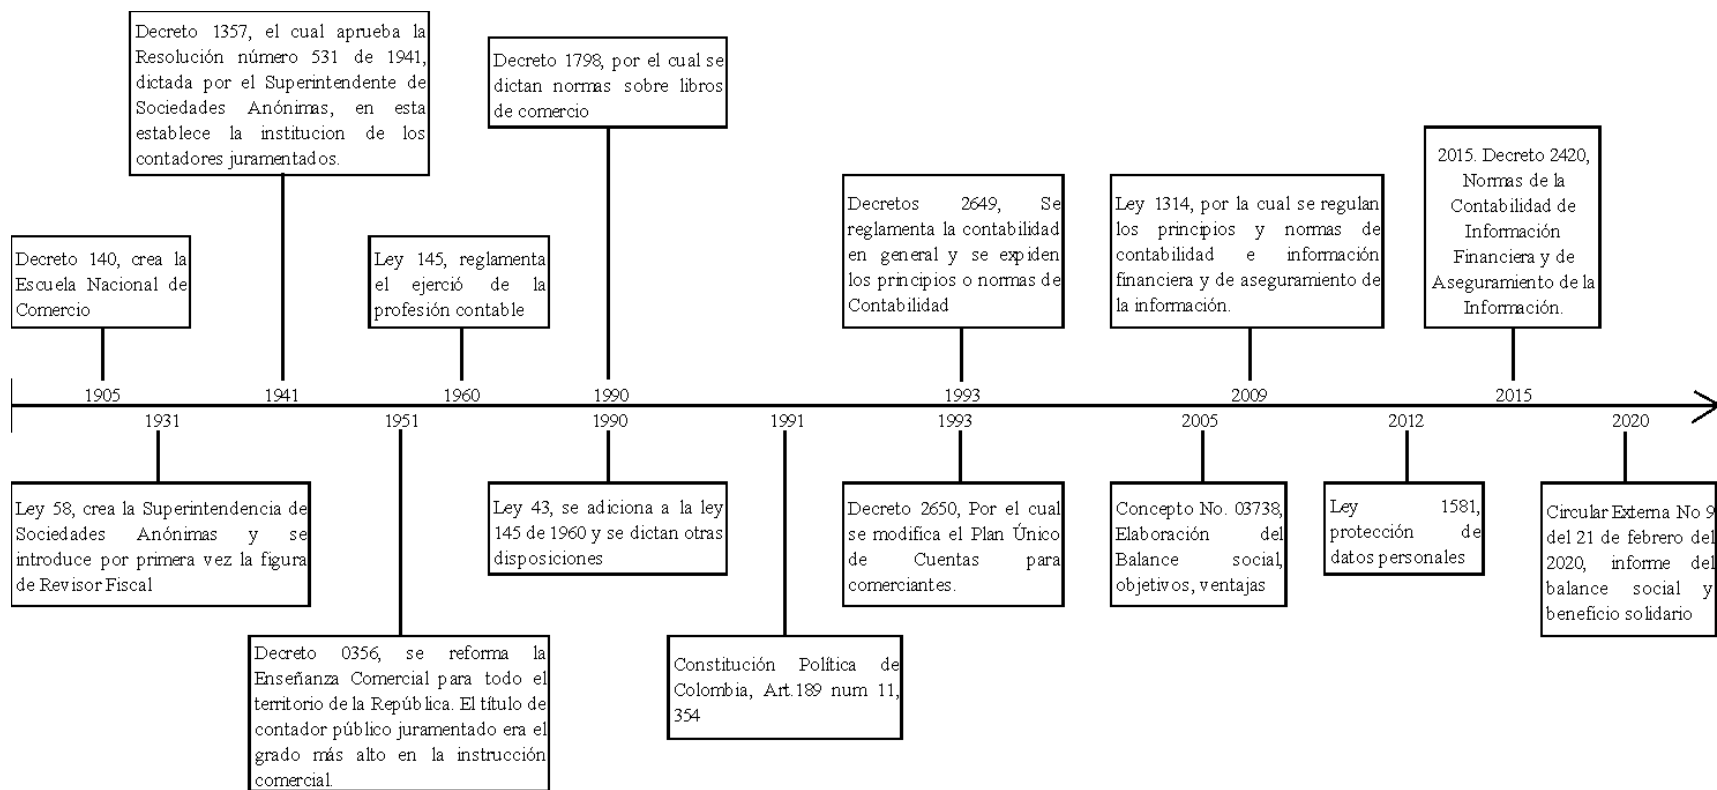 Decreto 1357, el cual aprueba la
Resolución número 531 de 1941,
dictada por el Superintendente de
Sociedades Anónimas, en esta
establece la institucion de los
contadores juramentados.
Decreto 1798, por el cual se
dictan normas sobre libros
de comercio
2015. Decreto 2420,
Normas de la
Contabilidad de
Información
Financiera y de
Aseguramiento de la
Información.
Decreto 140, crea la
Escuela Nacional de
Comercio
Ley 145, reglamenta
el ejerció de la
profesión contable
Decretos 2649, Se
reglamenta la contabilidad
en general y se expiden
los principios o normas de
Contabilidad
Ley 1314, por la cual se regulan
los principios y normas de
contabilidad e información
financiera y de aseguramiento de
la información.
1905
1941
1960
1990
1993
2009
2015
1931
1951
1990
1991
1993
2005
2012
2020
Ley 58, crea la Superintendencia de
Sociedades Anónimas y se
introduce por primera vez la figura
de Revisor Fiscal
Ley 43, se adiciona a la ley
145 de 1960 y se dictan otras
disposiciones
Decreto 2650, Por el cual
se modifica el Plan Único
de Cuentas para
comerciantes.
Concepto No. 03738,
Elaboración del
Balance social,
objetivos, ventajas
Ley 1581,
protección de
datos personales
Circular Externa No 9
del 21 de febrero del
2020, informe del
balance social y
beneficio solidario
Decreto 0356, se reforma la
Enseñanza Comercial para todo el
territorio de la República. El título de
contador público juramentado era el
grado más alto en la instrucción
comercial.
Constitución Política de
Colombia, Art.189 num 11,
354